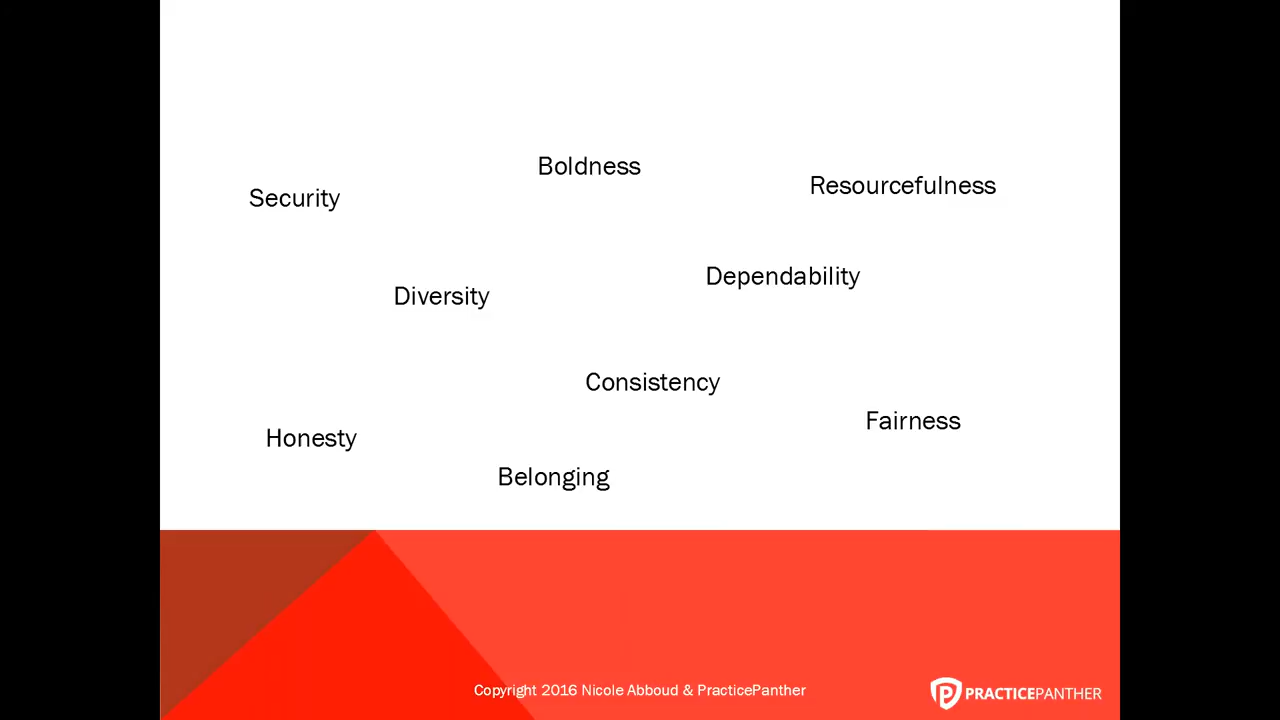 Boldness
Resourcefulness
Security
Dependability
Diversity
Consistency
Fairness
Honesty
Belonging
Copyright 2016 Nicole Abboud & PracticePanther
PRACTICEPANTHER